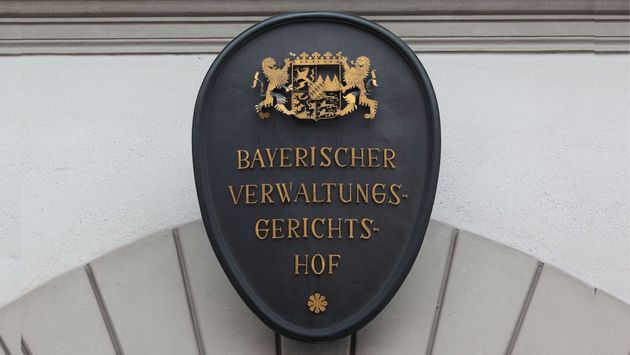 BAYERISCHER
VERWALTUNGS-
GERICHTS-
HOF